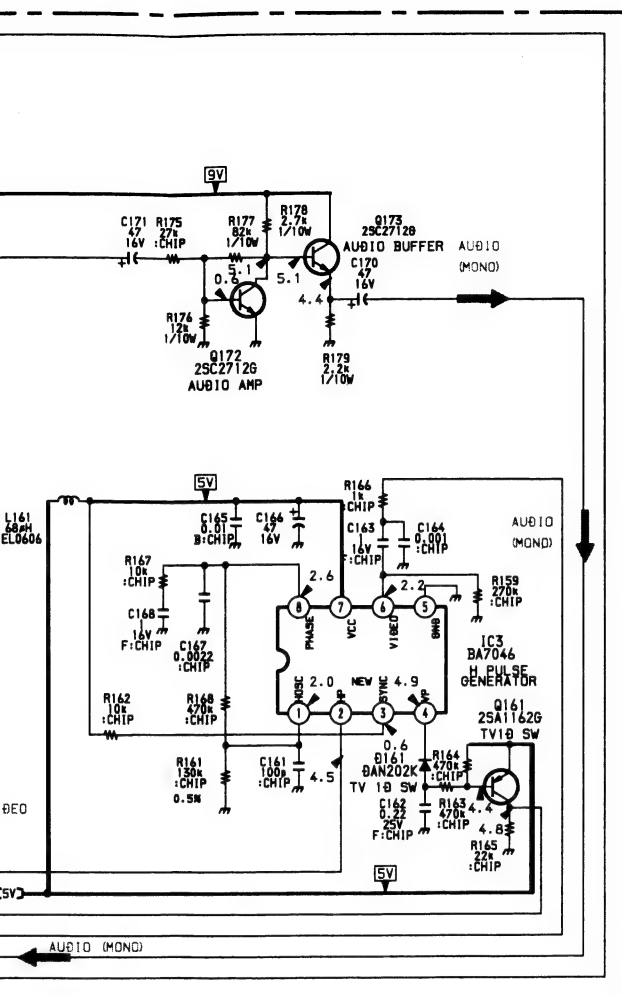 9V
C171
47
16V
R175
27k
:CHIP
R177
82k
1/10W
R178
2.7k
1/10W
Q173
2SC2712G
AUDIO BUFFER
AUDIO
(MONO)
C170
47
16V
5.1
0.6
5.1
4.4
R176
12k
1/10W
Q172
2SC2712G
AUDIO AMP
R179
2.2k
1/10W
5V
L161
68μH
EL0606
C165
0.01
B:CHIP
C166
47
16V
R166
1k
:CHIP
C163
1
16V
F:CHIP
C164
0.001
:CHIP
AUDIO
(MONO)
R167
10k
:CHIP
2.6
2.2
R159
270k
:CHIP
C168
1
16V
F:CHIP
C167
0.0022
:CHIP
8
7
6
5
PHASE
VCC
VIDEO
GND
IC3
BA7046
H PULSE
GENERATOR
HOSC
2.0
HP
NEW
SYNC
4.9
VP
1
2
3
4
R162
10k
:CHIP
R168
470k
:CHIP
Q161
2SA1162G
TV ID SW
R161
130k
:CHIP
0.5%
C161
100p
:CHIP
4.5
0.6
D161
DAN202K
TV ID SW
R164
470k
:CHIP
C162
0.22
25V
F:CHIP
R163
470k
:CHIP
4.4
4.8
R165
22k
:CHIP
DEO
5V
[5V]
AUDIO (MONO)